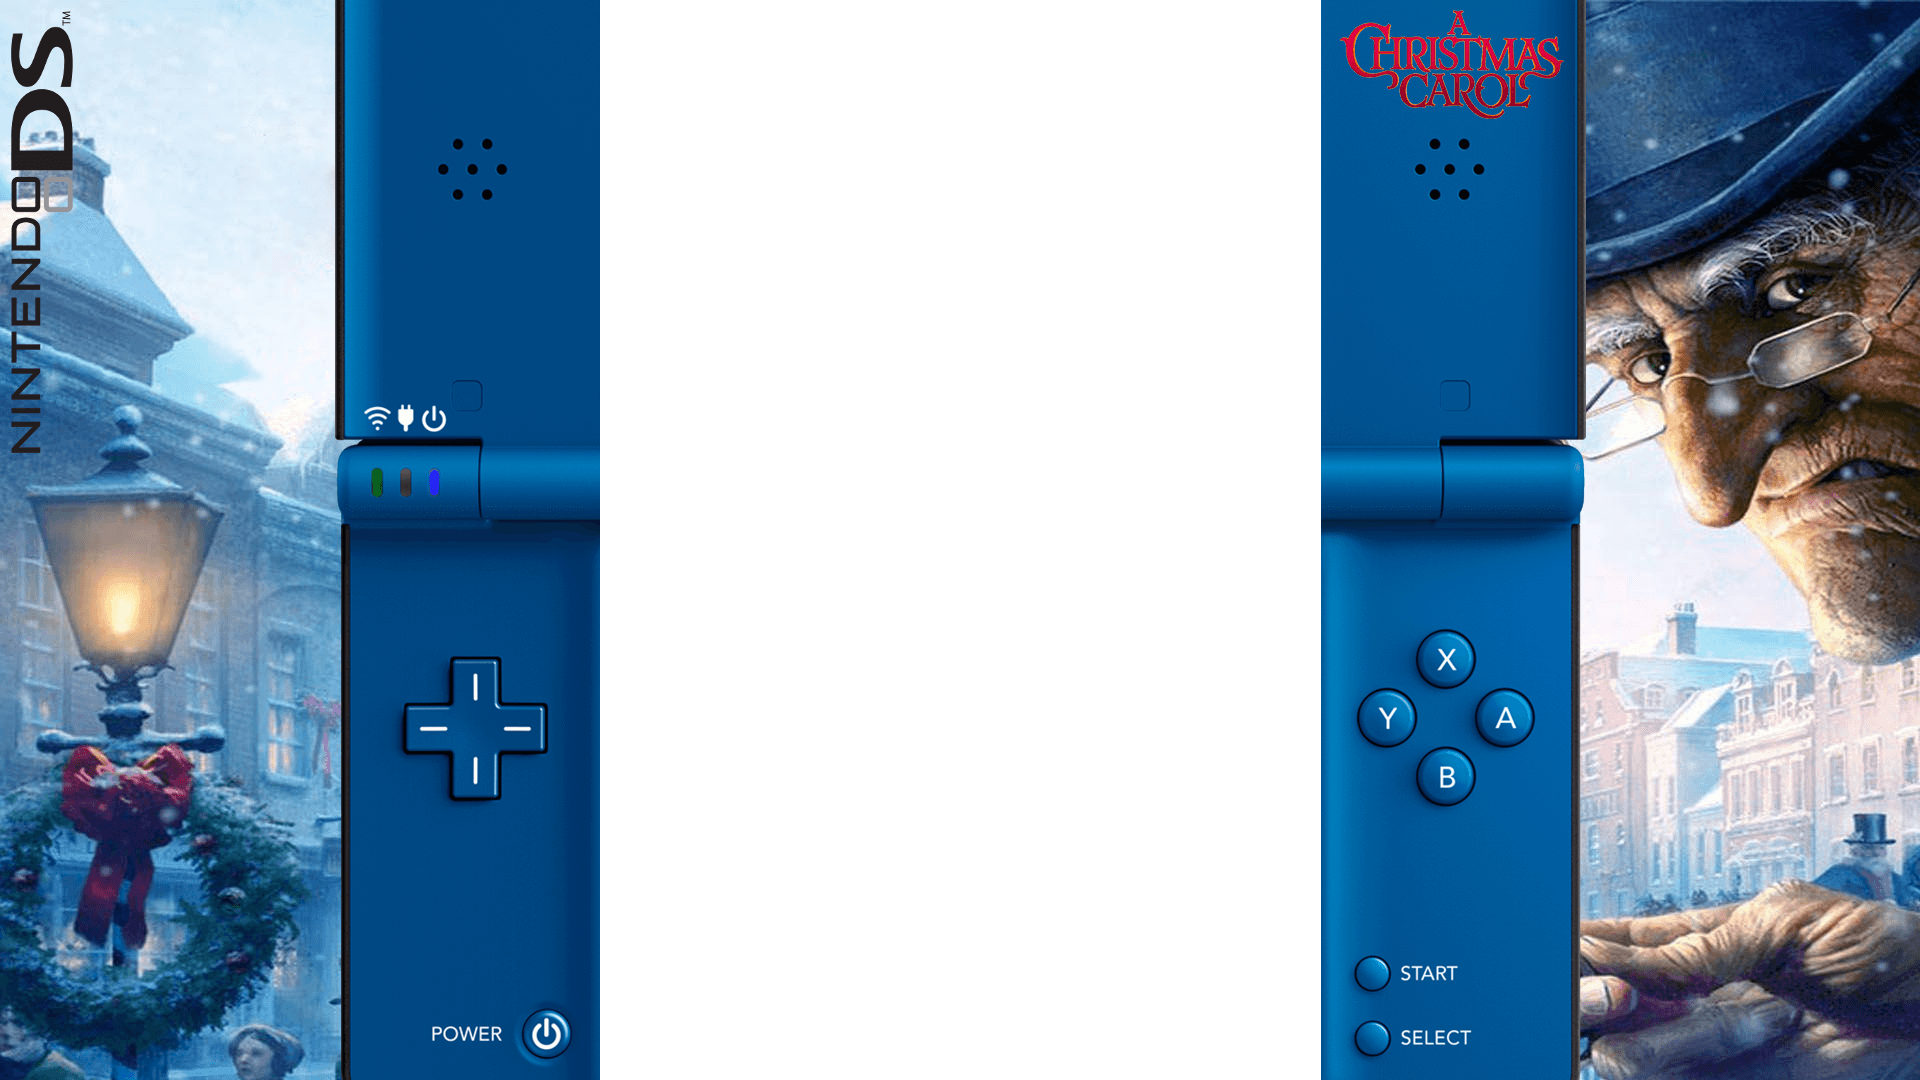 NINTENDO DS™
A
CHRISTMAS
CAROL
X
Y
A
B
START
SELECT
POWER